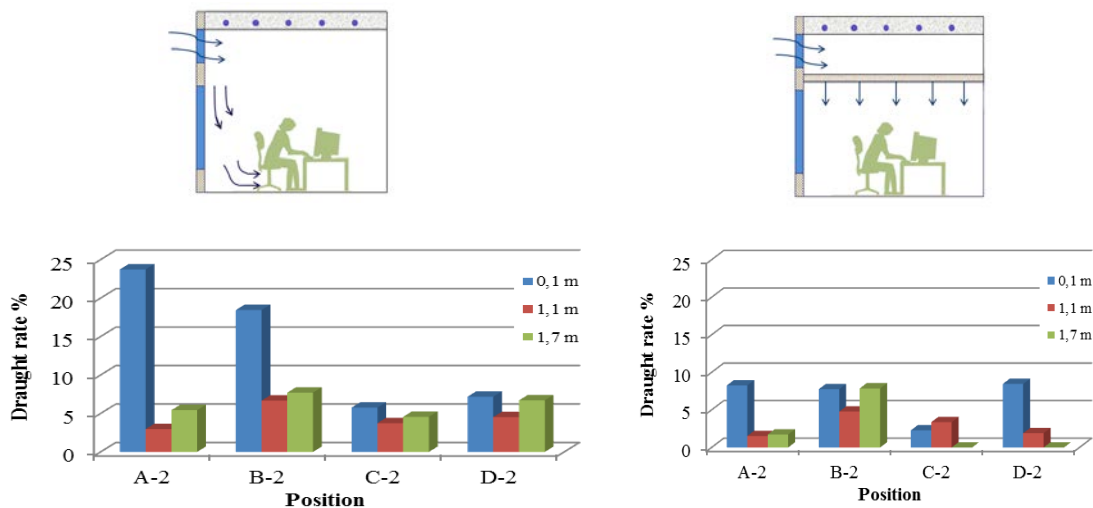 25
20
15
10
5
0
Draught rate %
0,1 m
1,1 m
1,7 m
A-2 B-2 C-2 D-2
Position
25
20
15
10
5
0
Draught rate %
0,1 m
1,1 m
1,7 m
A-2 B-2 C-2 D-2
Position